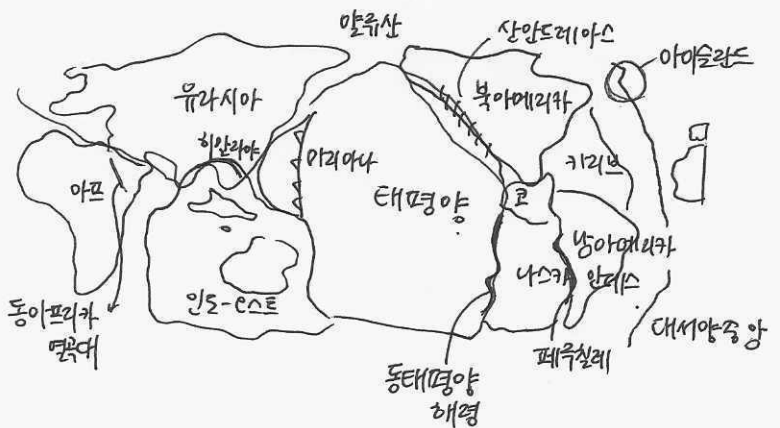 알류산
산안드레아스
아이슬란드
유라시아
북아메리카
히말라야
마리아나
카리브
아프
태평양
코
남아메리카
나스카
안데스
인도-오스트
동아프리카
열곡대
대서양중앙
페루칠레
동태평양
해령